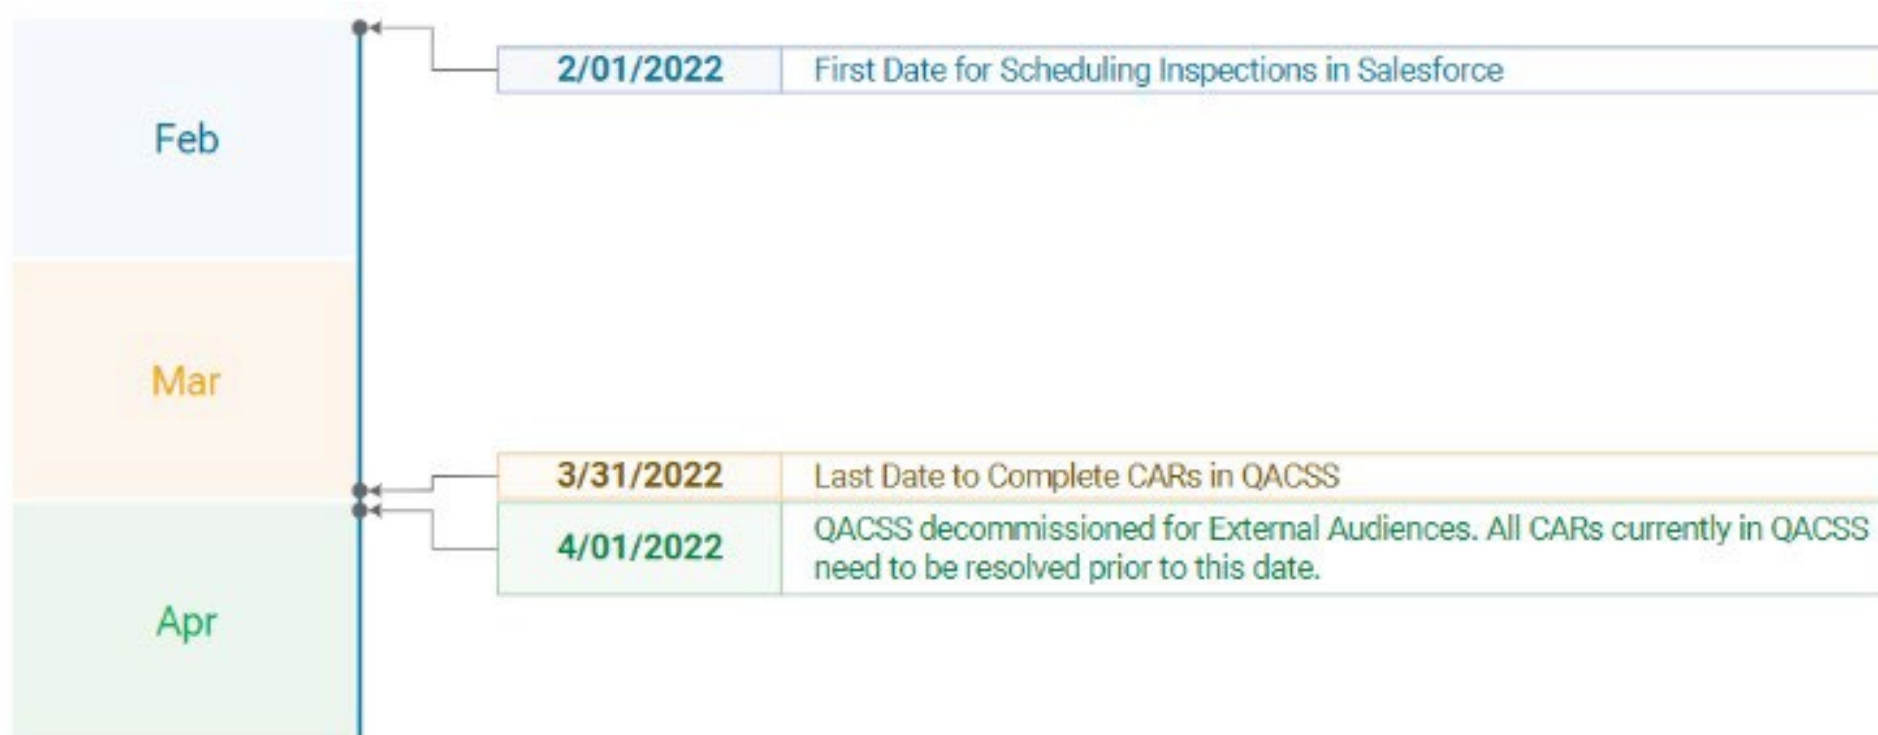 Feb
2/01/2022 First Date for Scheduling Inspections in Salesforce
Mar
3/31/2022 Last Date to Complete CARs in QACSS
4/01/2022 QACSS decommissioned for External Audiences. All CARs currently in QACSS
need to be resolved prior to this date.
Apr